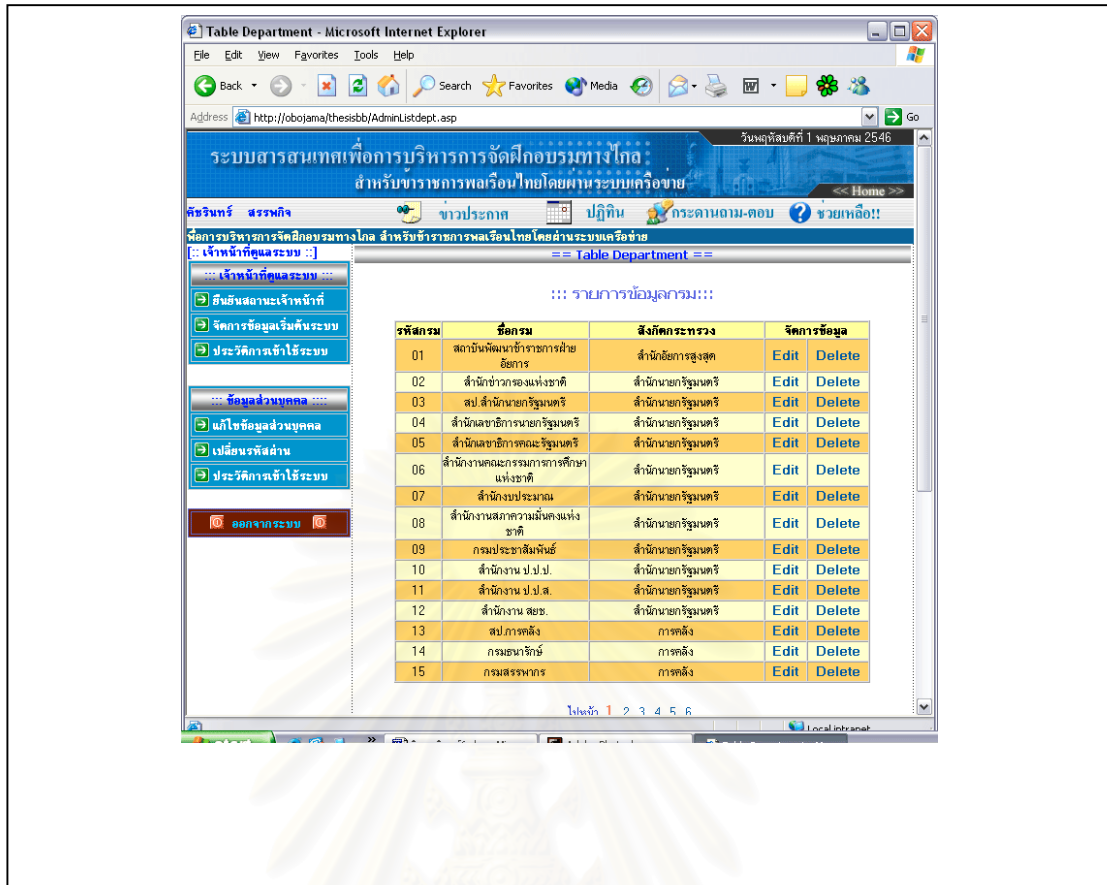 Table Department - Microsoft Internet Explorer
File Edit View Favorites Tools Help
Back Search Favorites Media
Address http://obojama/thesisbb/AdminListdept.asp Go
วันพฤหัสบดีที่ 1 พฤษภาคม 2546
ระบบสารสนเทศเพื่อการบริหารการจัดฝึกอบรมทางไกล
สำหรับข้าราชการพลเรือนไทยโดยผ่านระบบเครือข่าย
<< Home >>
คัชรินทร์ สรรพกิจ ข่าวประกาศ ปฏิทิน กระดานถาม-ตอบ ช่วยเหลือ!!
พื่อการบริหารการจัดฝึกอบรมทางไกล สำหรับข้าราชการพลเรือนไทยโดยผ่านระบบเครือข่าย
[:: เจ้าหน้าที่ดูแลระบบ ::]
== Table Department ==
::: เจ้าหน้าที่ดูแลระบบ :::
ยืนยันสถานะเจ้าหน้าที่
จัดการข้อมูลเริ่มต้นระบบ
ประวัติการเข้าใช้ระบบ
::: ข้อมูลส่วนบุคคล ::::
แก้ไขข้อมูลส่วนบุคคล
เปลี่ยนรหัสผ่าน
ประวัติการเข้าใช้ระบบ
ออกจากระบบ
::: รายการข้อมูลกรม:::
รหัสกรม ชื่อกรม สังกัดกระทรวง จัดการข้อมูล
01 สถาบันพัฒนาข้าราชการฝ่าย
อัยการ สำนักอัยการสูงสุด Edit Delete
02 สำนักข่าวกรองแห่งชาติ สำนักนายกรัฐมนตรี Edit Delete
03 สป.สำนักนายกรัฐมนตรี สำนักนายกรัฐมนตรี Edit Delete
04 สำนักเลขาธิการนายกรัฐมนตรี สำนักนายกรัฐมนตรี Edit Delete
05 สำนักเลขาธิการคณะรัฐมนตรี สำนักนายกรัฐมนตรี Edit Delete
06 สำนักงานคณะกรรมการการศึกษา
แห่งชาติ สำนักนายกรัฐมนตรี Edit Delete
07 สำนักงบประมาณ สำนักนายกรัฐมนตรี Edit Delete
08 สำนักงานสภาความมั่นคงแห่ง
ชาติ สำนักนายกรัฐมนตรี Edit Delete
09 กรมประชาสัมพันธ์ สำนักนายกรัฐมนตรี Edit Delete
10 สำนักงาน ป.ป.ป. สำนักนายกรัฐมนตรี Edit Delete
11 สำนักงาน ป.ป.ส. สำนักนายกรัฐมนตรี Edit Delete
12 สำนักงาน สยช. สำนักนายกรัฐมนตรี Edit Delete
13 สป.การคลัง การคลัง Edit Delete
14 กรมธนารักษ์ การคลัง Edit Delete
15 กรมสรรพากร การคลัง Edit Delete
ไปหน้า 1 2 3 4 5 6
Local intranet